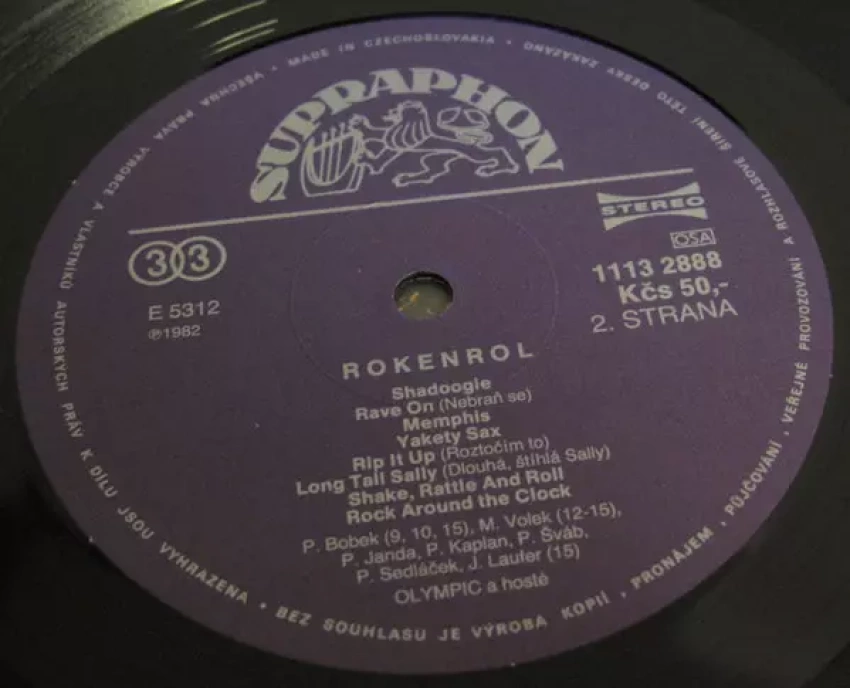 SUPRAPHON
STEREO
OSA
33
1113 2888
Kčs 50,-
E 5312
℗1982
2. STRANA
ROKENROL
Shadoogie
Rave On (Nebraň se)
Memphis
Yakety Sax
Rip It Up (Roztočím to)
Long Tall Sally (Dlouhá, štíhlá Sally)
Shake, Rattle And Roll
Rock Around the Clock
P. Bobek (9, 10, 15), M. Volek (12-15),
P. Janda, P. Kaplan, P. Šváb,
P. Sedláček, J. Laufer (15)
OLYMPIC a hosté
MADE IN CZECHOSLOVAKIA • VŠECHNA PRÁVA VÝROBCE A VLASTNÍKŮ AUTORSKÝCH PRÁV K DÍLU JSOU VYHRAZENA • BEZ SOUHLASU JE VÝROBA KOPIÍ, PRONÁJEM, PŮJČOVÁNÍ, VEŘEJNÉ PROVOZOVÁNÍ A ROZHLASOVÉ ŠÍŘENÍ TÉTO DESKY ZAKÁZÁNO •